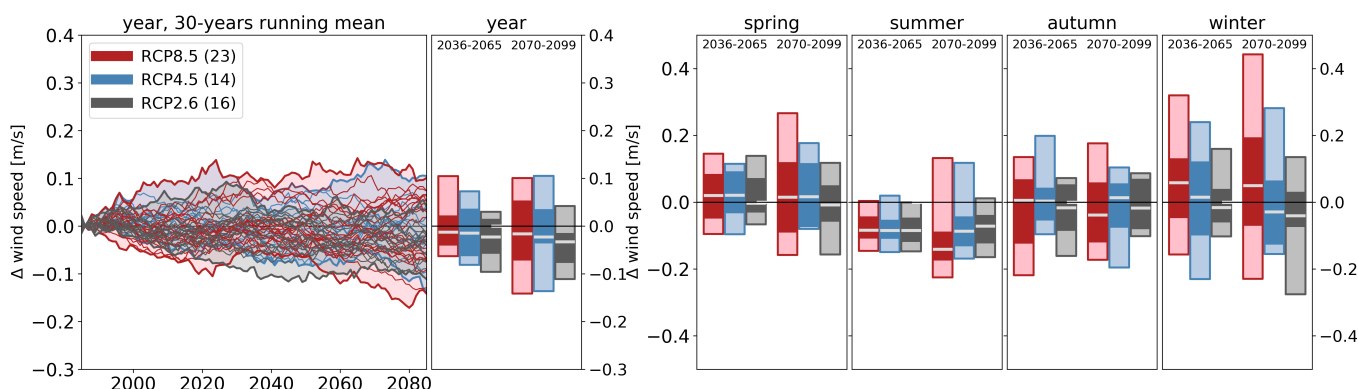 year, 30-years running mean
year
spring
summer
autumn
winter
2036-2065 2070-2099
2036-2065 2070-2099
2036-2065 2070-2099
2036-2065 2070-2099
2036-2065 2070-2099
RCP8.5 (23)
RCP4.5 (14)
RCP2.6 (16)
Δ wind speed [m/s]
0.4
0.3
0.2
0.1
0.0
−0.1
−0.2
−0.3
2000 2020 2040 2060 2080
0.4
0.3
0.2
0.1
0.0
−0.1
−0.2
−0.3
Δ wind speed [m/s]
0.4
0.2
0.0
−0.2
−0.4
0.4
0.2
0.0
−0.2
−0.4